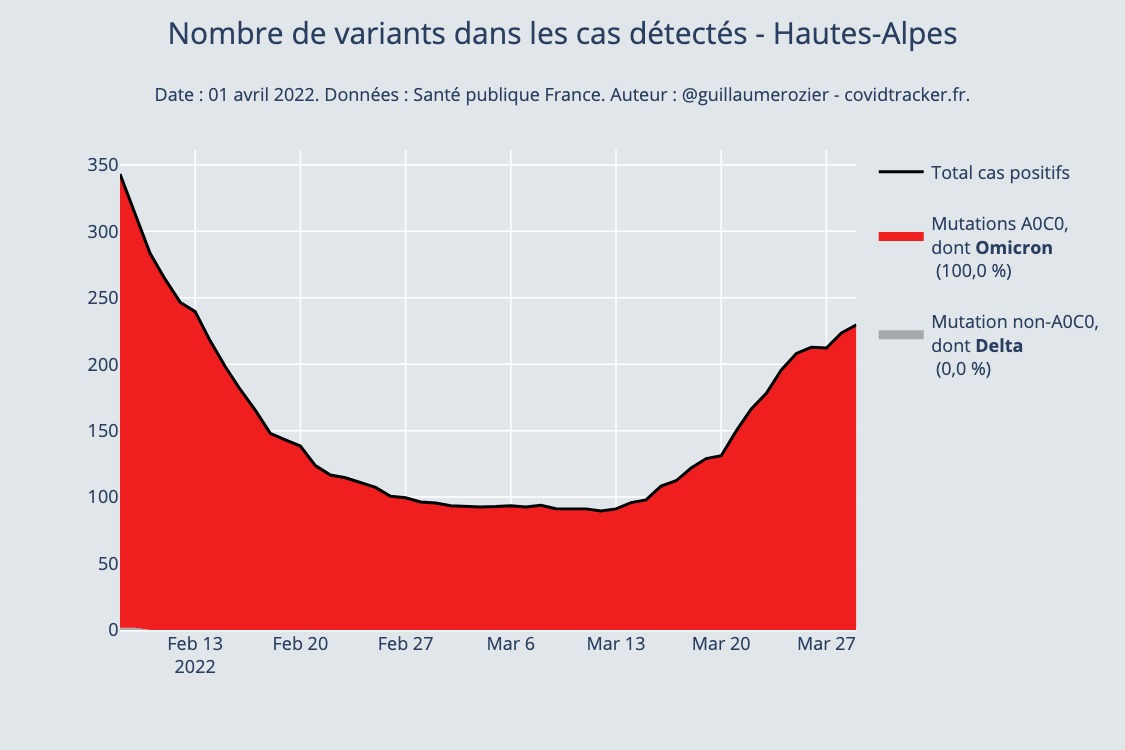 Nombre de variants dans les cas détectés - Hautes-Alpes
Date : 01 avril 2022. Données : Santé publique France. Auteur : @guillaumerozier - covidtracker.fr.
350
300
250
200
150
100
50
0
Feb 13
2022
Feb 20
Feb 27
Mar 6
Mar 13
Mar 20
Mar 27
Total cas positifs
Mutations A0C0,
dont Omicron
(100,0 %)
Mutation non-A0C0,
dont Delta
(0,0 %)